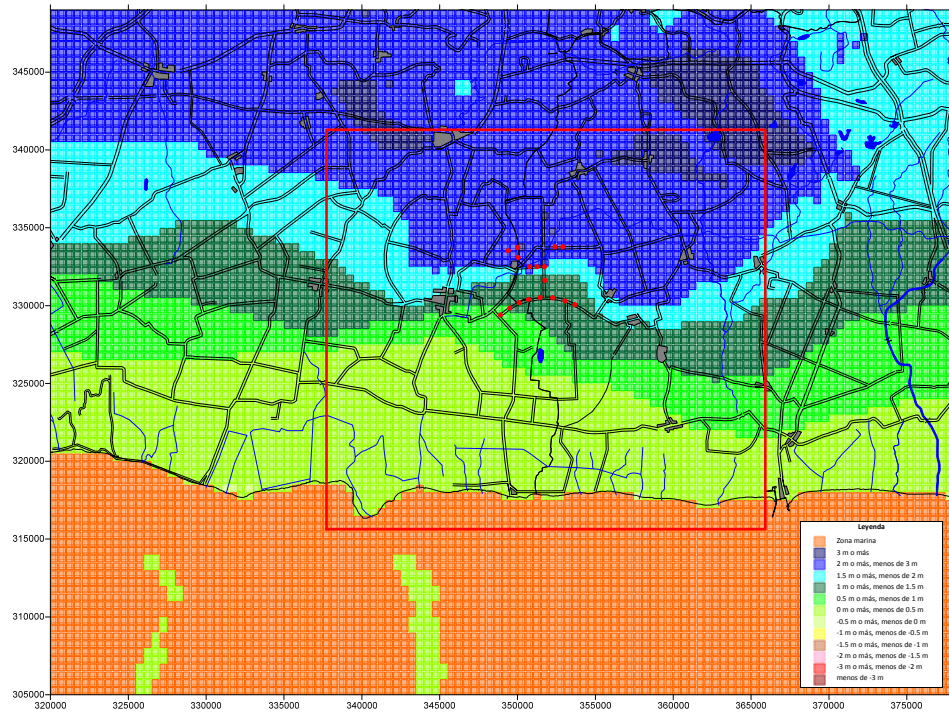 345000
340000
335000
330000
325000
320000
315000
310000
305000
320000 325000 330000 335000 340000 345000 350000 355000 360000 365000 370000 375000
Leyenda
Zona marina
3 m o más
2 m o más, menos de 3 m
1.5 m o más, menos de 2 m
1 m o más, menos de 1.5 m
0.5 m o más, menos de 1 m
0 m o más, menos de 0.5 m
-0.5 m o más, menos de 0 m
-1 m o más, menos de -0.5 m
-1.5 m o más, menos de -1 m
-2 m o más, menos de -1.5 m
-3 m o más, menos de -2 m
menos de -3 m